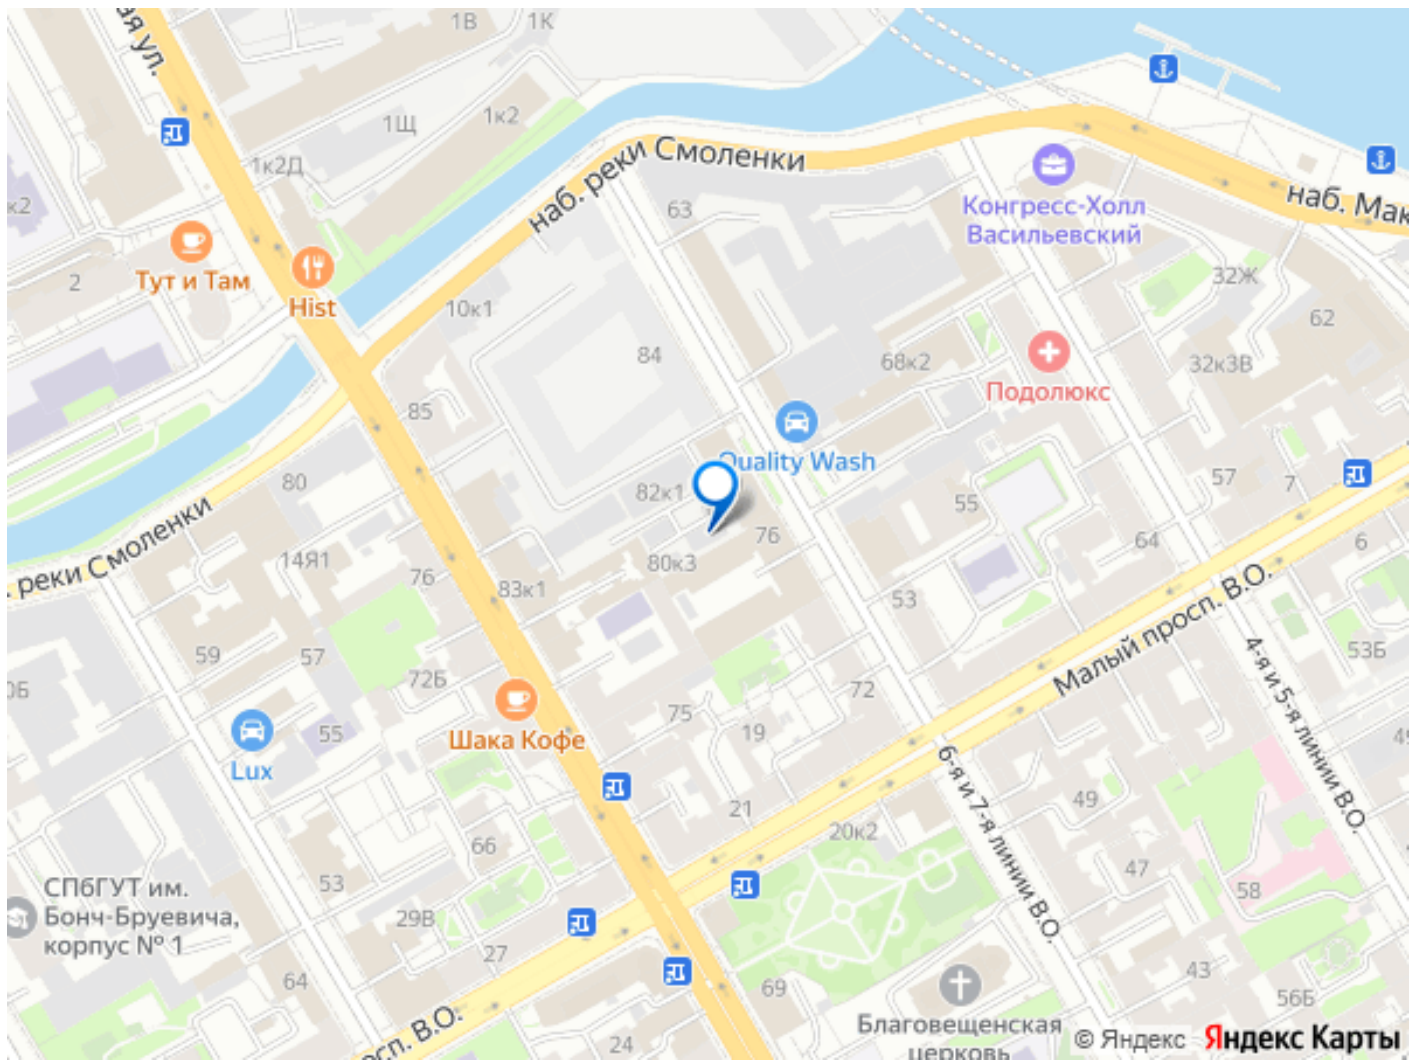 ая ул.
1В
1К
1Щ
1к2
1к2Д
к2
наб. реки Смоленки
63
Конгресс-Холл
Васильевский
наб. Мак
Тут и Там
2
Hist
10к1
32Ж
62
84
68к2
32к3В
Подолюкс
85
Quality Wash
80
82к1
55
57
7
64
6
76
реки Смоленки
14Я1
76
83к1
80к3
53
Малый просп. В.О.
4-я и 5-я линии В.О.
53Б
59
57
72Б
72
0Б
75
19
55
Шака Кофе
Lux
6-я и 7-я линии В.О.
49
49
21
20к2
66
47
58
53
СПбГУТ им.
Бонч-Бруевича,
корпус № 1
29В
27
64
69
43
56Б
24
сп. В.О.
Благовещенская
церковь
© Яндекс
Яндекс Карты